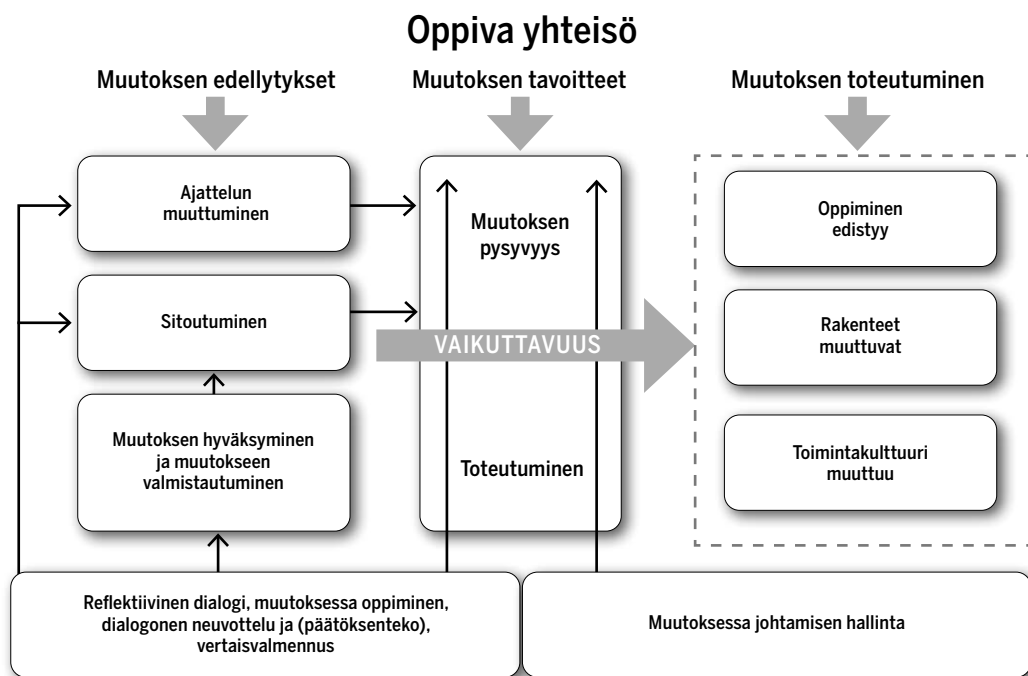 Oppiva yhteisö
Muutoksen edellytykset
Muutoksen tavoitteet
Muutoksen toteutuminen
Ajattelun
muuttuminen
Sitoutuminen
Muutoksen hyväksyminen
ja muutokseen
valmistautuminen
Muutoksen
pysyvyys
VAIKUTTAVUUS
Toteutuminen
Oppiminen
edistyy
Rakenteet
muuttuvat
Toimintakulttuuri
muuttuu
Reflektiivinen dialogi, muutoksessa oppiminen,
dialogonen neuvottelu ja (päätöksenteko),
vertaisvalmennus
Muutoksessa johtamisen hallinta